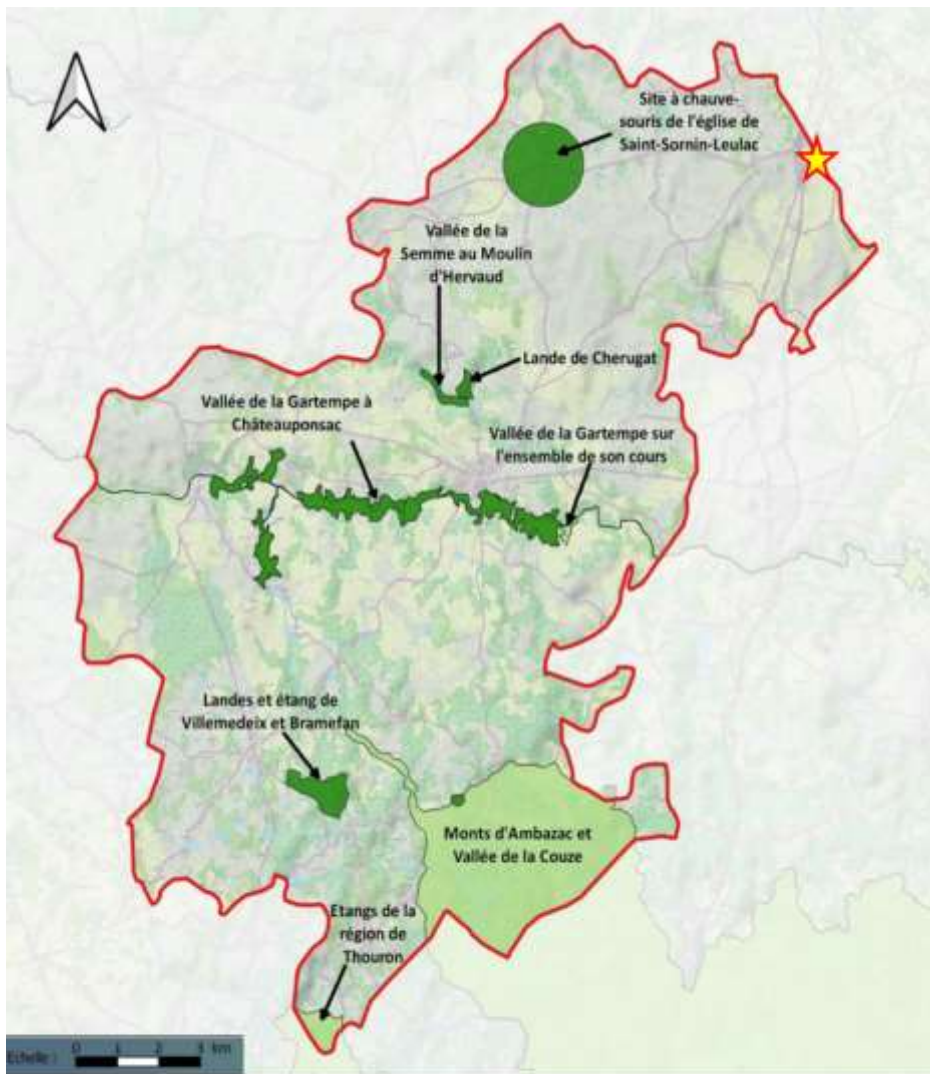 Site à chauve-
souris de l'église de
Saint-Sornin-Leulac
Vallée de la
Semme au Moulin
d'Hervaud
Lande de Cherugat
Vallée de la Gartempe à
Châteauponsac
Vallée de la Gartempe sur
l'ensemble de son cours
Landes et étang de
Villemedeix et Bramefan
Monts d'Ambazac et
Vallée de la Couze
Etangs de la
région de
Thouron
Echelle :
0 1 2 3 km